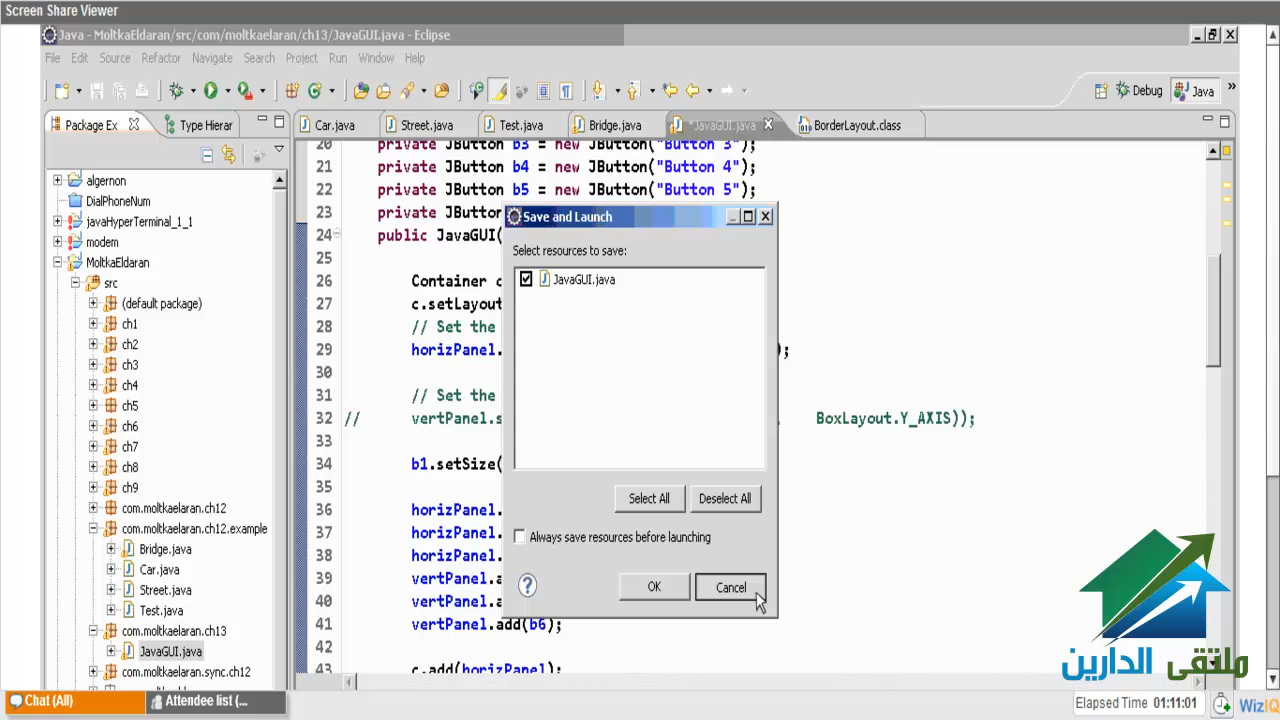 Screen Share Viewer
Java - MoltkaEldaran/src/com/moltkaelaran/ch13/JavaGUI.java - Eclipse
File Edit Source Refactor Navigate Search Project Run Window Help
Debug Java »
Package Ex Type Hierar Car.java Street.java Test.java Bridge.java *JavaGUI.java BorderLayout.class
algernon
DialPhoneNum
javaHyperTerminal_1_1
modem
MoltkaEldaran
src
(default package)
ch1
ch2
ch3
ch4
ch5
ch6
ch7
ch8
ch9
com.moltkaelaran.ch12
com.moltkaelaran.ch12.example
Bridge.java
Car.java
Street.java
Test.java
com.moltkaelaran.ch13
JavaGUI.java
com.moltkaelaran.sync.ch12
20 private JButton b3 = new JButton("Button 3");
21 private JButton b4 = new JButton("Button 4");
22 private JButton b5 = new JButton("Button 5");
23 private JButton
24 public JavaGUI(
25
26 Container c
27 c.setLayout
28 // Set the
29 horizPanel. );
30
31 // Set the
32 // vertPanel.s , BoxLayout.Y_AXIS));
33
34 b1.setSize(
35
36 horizPanel.
37 horizPanel.
38 horizPanel.
39 vertPanel.a
40 vertPanel.a
41 vertPanel.add(b6);
42
43 c.add(horizPanel);
Save and Launch
Select resources to save:
JavaGUI.java
Select All Deselect All
Always save resources before launching
OK Cancel
ملتقى الدارين
Chat (All) Attendee list (...
Elapsed Time 01:11:01 WizIQ